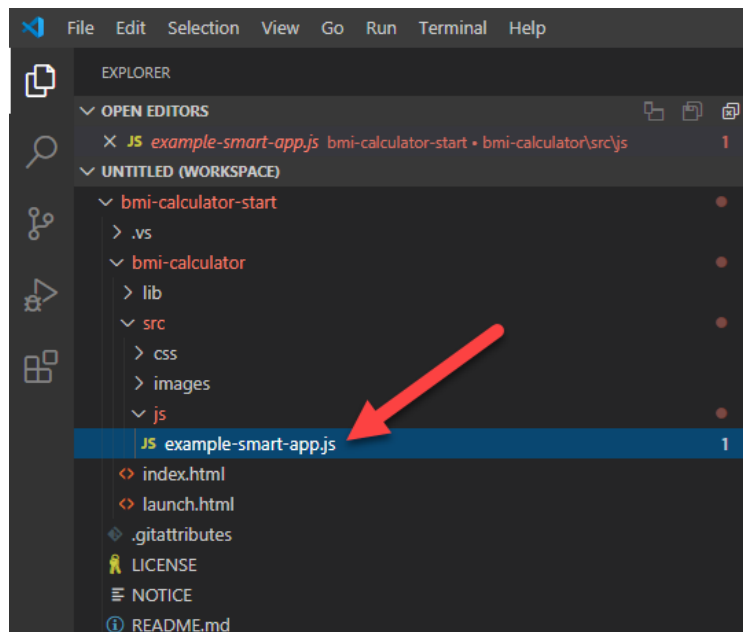 File Edit Selection View Go Run Terminal Help
EXPLORER
OPEN EDITORS
JS example-smart-app.js bmi-calculator-start • bmi-calculator\src\js 1
UNTITLED (WORKSPACE)
bmi-calculator-start
.vs
bmi-calculator
lib
src
css
images
js
JS example-smart-app.js 1
index.html
launch.html
.gitattributes
LICENSE
NOTICE
README.md